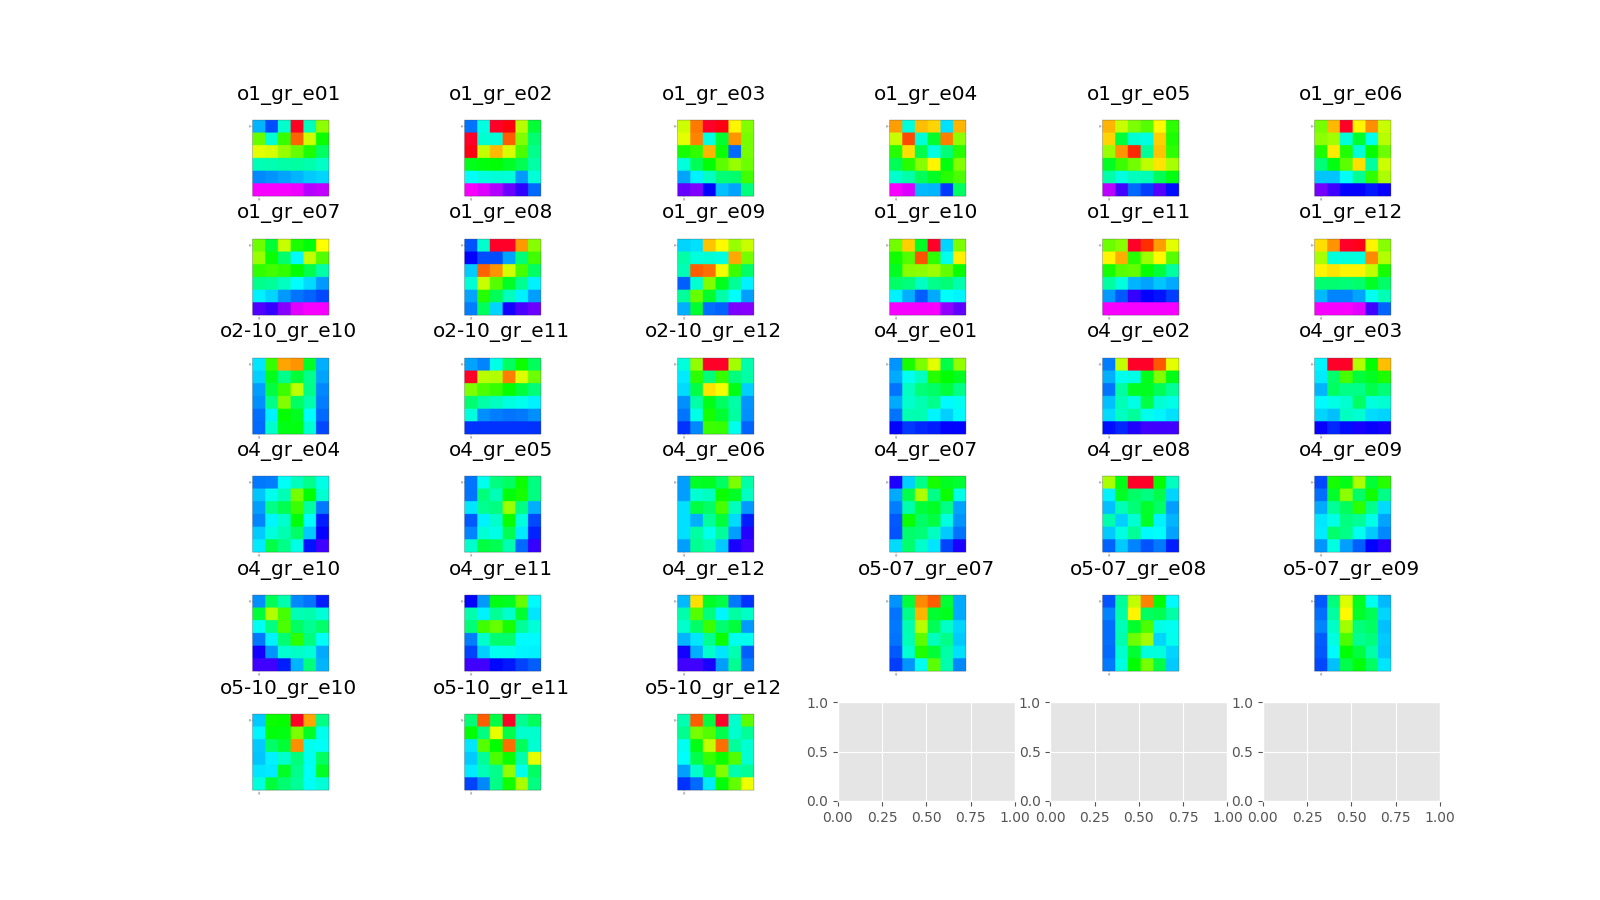 o1_gr_e01 o1_gr_e02 o1_gr_e03 o1_gr_e04 o1_gr_e05 o1_gr_e06
o1_gr_e07 o1_gr_e08 o1_gr_e09 o1_gr_e10 o1_gr_e11 o1_gr_e12
o2-10_gr_e10 o2-10_gr_e11 o2-10_gr_e12 o4_gr_e01 o4_gr_e02 o4_gr_e03
o4_gr_e04 o4_gr_e05 o4_gr_e06 o4_gr_e07 o4_gr_e08 o4_gr_e09
o4_gr_e10 o4_gr_e11 o4_gr_e12 o5-07_gr_e07 o5-07_gr_e08 o5-07_gr_e09
o5-10_gr_e10 o5-10_gr_e11 o5-10_gr_e12
1.0 1.0 1.0
0.5 0.5 0.5
0.0 0.0 0.0
0.00 0.25 0.50 0.75 1.00 0.00 0.25 0.50 0.75 1.00 0.00 0.25 0.50 0.75 1.00